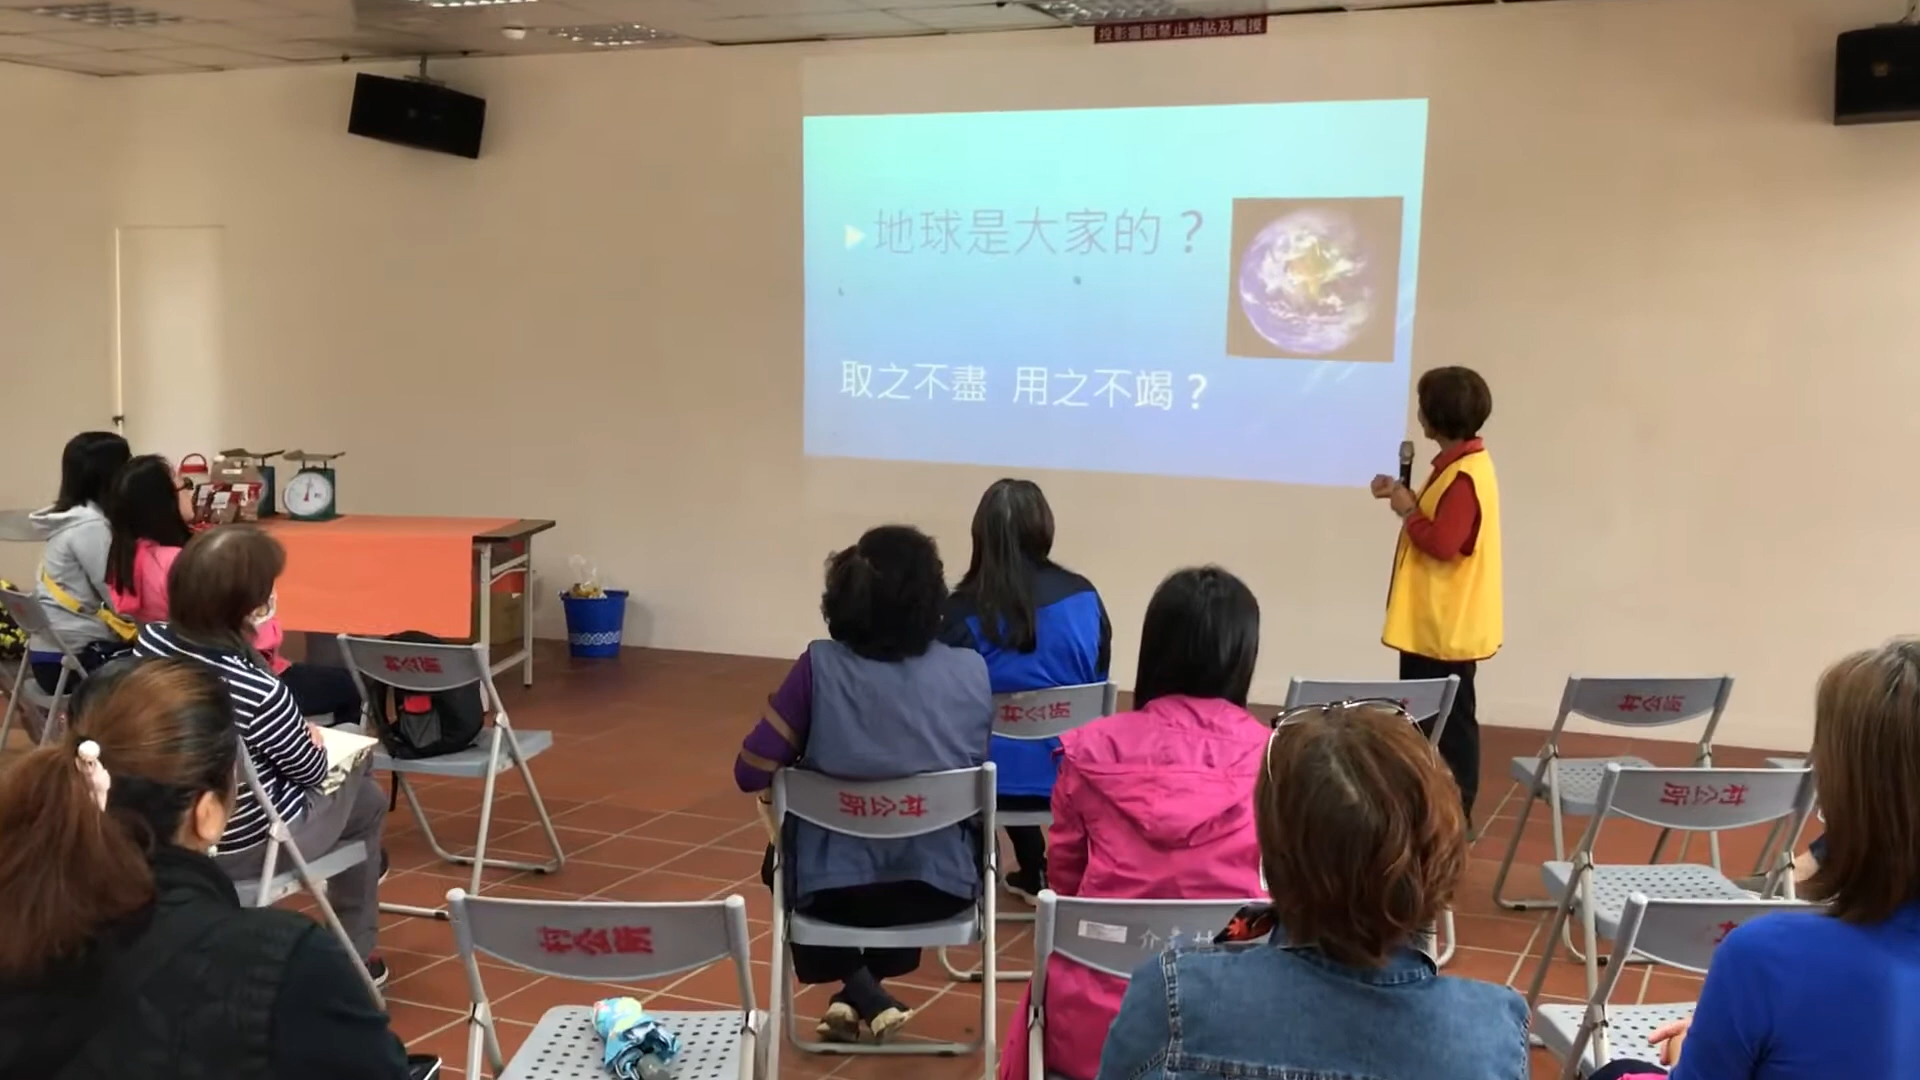 投影牆面禁止黏貼及觸摸
地球是大家的？
取之不盡 用之不竭？
村公所
村公所
村公所
村公所
村公所
村公所